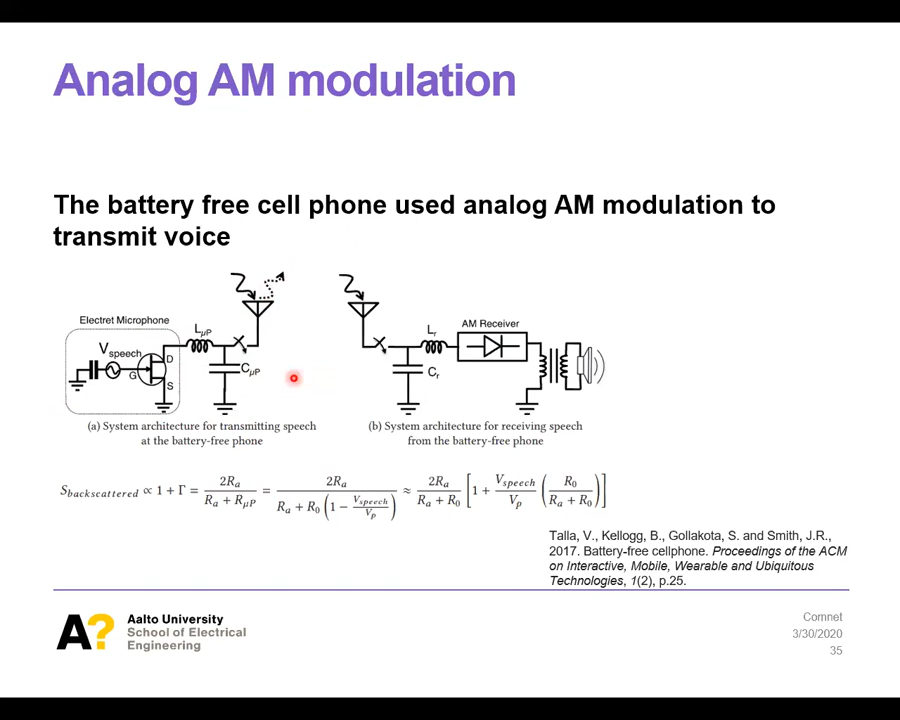 Analog AM modulation
The battery free cell phone used analog AM modulation to
transmit voice
Electret Microphone
V speech
G
D
S
LμP
CμP
(a) System architecture for transmitting speech
at the battery-free phone
Lr
Cr
AM Receiver
(b) System architecture for receiving speech
from the battery-free phone
S_backscattered ∝ 1 + Γ = 2Ra / (Ra + RμP) = 2Ra / (Ra + R0 (1 − Vspeech / Vp)) ≈ 2Ra / (Ra + R0) [1 + Vspeech / Vp (R0 / (Ra + R0))]
Talla, V., Kellogg, B., Gollakota, S. and Smith, J.R.,
2017. Battery-free cellphone. Proceedings of the ACM
on Interactive, Mobile, Wearable and Ubiquitous
Technologies, 1(2), p.25.
A?
Aalto University
School of Electrical
Engineering
Comnet
3/30/2020
35